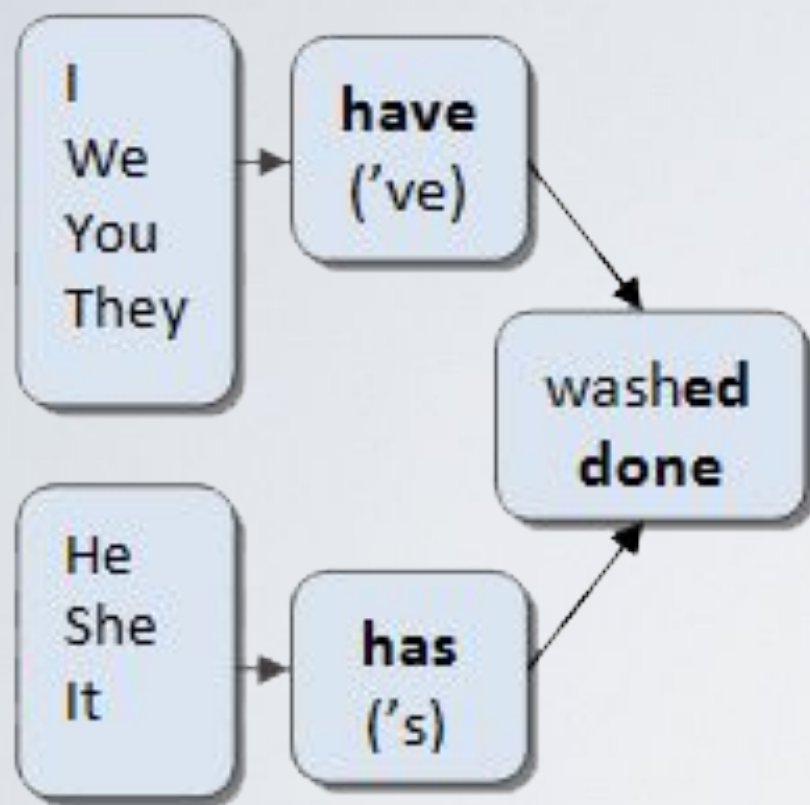 I
We
You
They
have
(’ve)
washed
done
He
She
It
has
(’s)